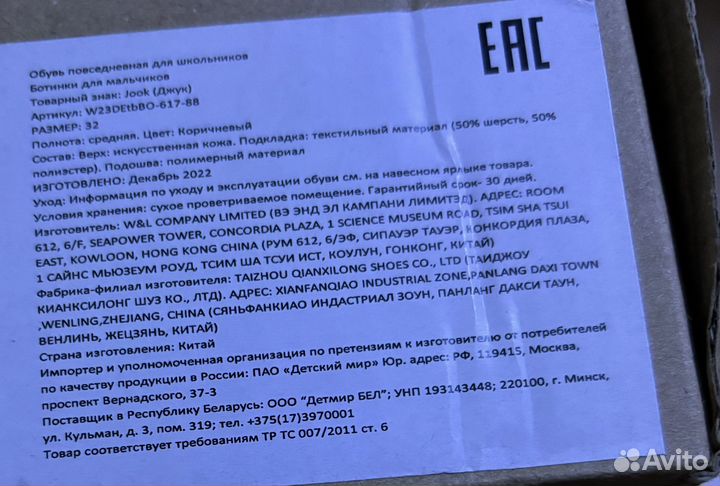 EAC
Обувь повседневная для школьников
Ботинки для мальчиков
Товарный знак: Jook (Джук)
Артикул: W23DEtbBO-617-88
РАЗМЕР: 32
Полнота: средняя. Цвет: Коричневый
Состав: Верх: искусственная кожа. Подкладка: текстильный материал (50% шерсть, 50%
полиэстер). Подошва: полимерный материал
ИЗГОТОВЛЕНО: Декабрь 2022
Уход: Информация по уходу и эксплуатации обуви см. на навесном ярлыке товара.
Условия хранения: сухое проветриваемое помещение. Гарантийный срок- 30 дней.
Изготовитель: W&L COMPANY LIMITED (ВЭ ЭНД ЭЛ КАМПАНИ ЛИМИТЭД). АДРЕС: ROOM
612, 6/F, SEAPOWER TOWER, CONCORDIA PLAZA, 1 SCIENCE MUSEUM ROAD, TSIM SHA TSUI
EAST, KOWLOON, HONG KONG CHINA (РУМ 612, 6/ЭФ, СИПАУЭР ТАУЭР, КОНКОРДИЯ ПЛАЗА,
1 САЙНС МЬЮЗЕУМ РОУД, ТСИМ ША ТСУИ ИСТ, КОУЛУН, ГОНКОНГ, КИТАЙ)
Фабрика-филиал изготовителя: TAIZHOU QIANXILONG SHOES CO., LTD (ТАИДЖОУ
КИАНКСИЛОНГ ШУЗ КО., ЛТД). АДРЕС: XIANFANQIAO INDUSTRIAL ZONE,PANLANG DAXI TOWN
,WENLING,ZHEJIANG, CHINA (СЯНЬФАНКИАО ИНДАСТРИАЛ ЗОУН, ПАНЛАНГ ДАКСИ ТАУН,
ВЕНЛИНЬ, ЖЕЦЗЯНЬ, КИТАЙ)
Страна изготовления: Китай
Импортер и уполномоченная организация по претензиям к изготовителю от потребителей
по качеству продукции в России: ПАО «Детский мир» Юр. адрес: РФ, 119415, Москва,
проспект Вернадского, 37-3
Поставщик в Республику Беларусь: ООО "Детмир БЕЛ"; УНП 193143448; 220100, г. Минск,
ул. Кульман, д. 3, пом. 319; тел. +375(17)3970001
Товар соответствует требованиям ТР ТС 007/2011 ст. 6
Avito